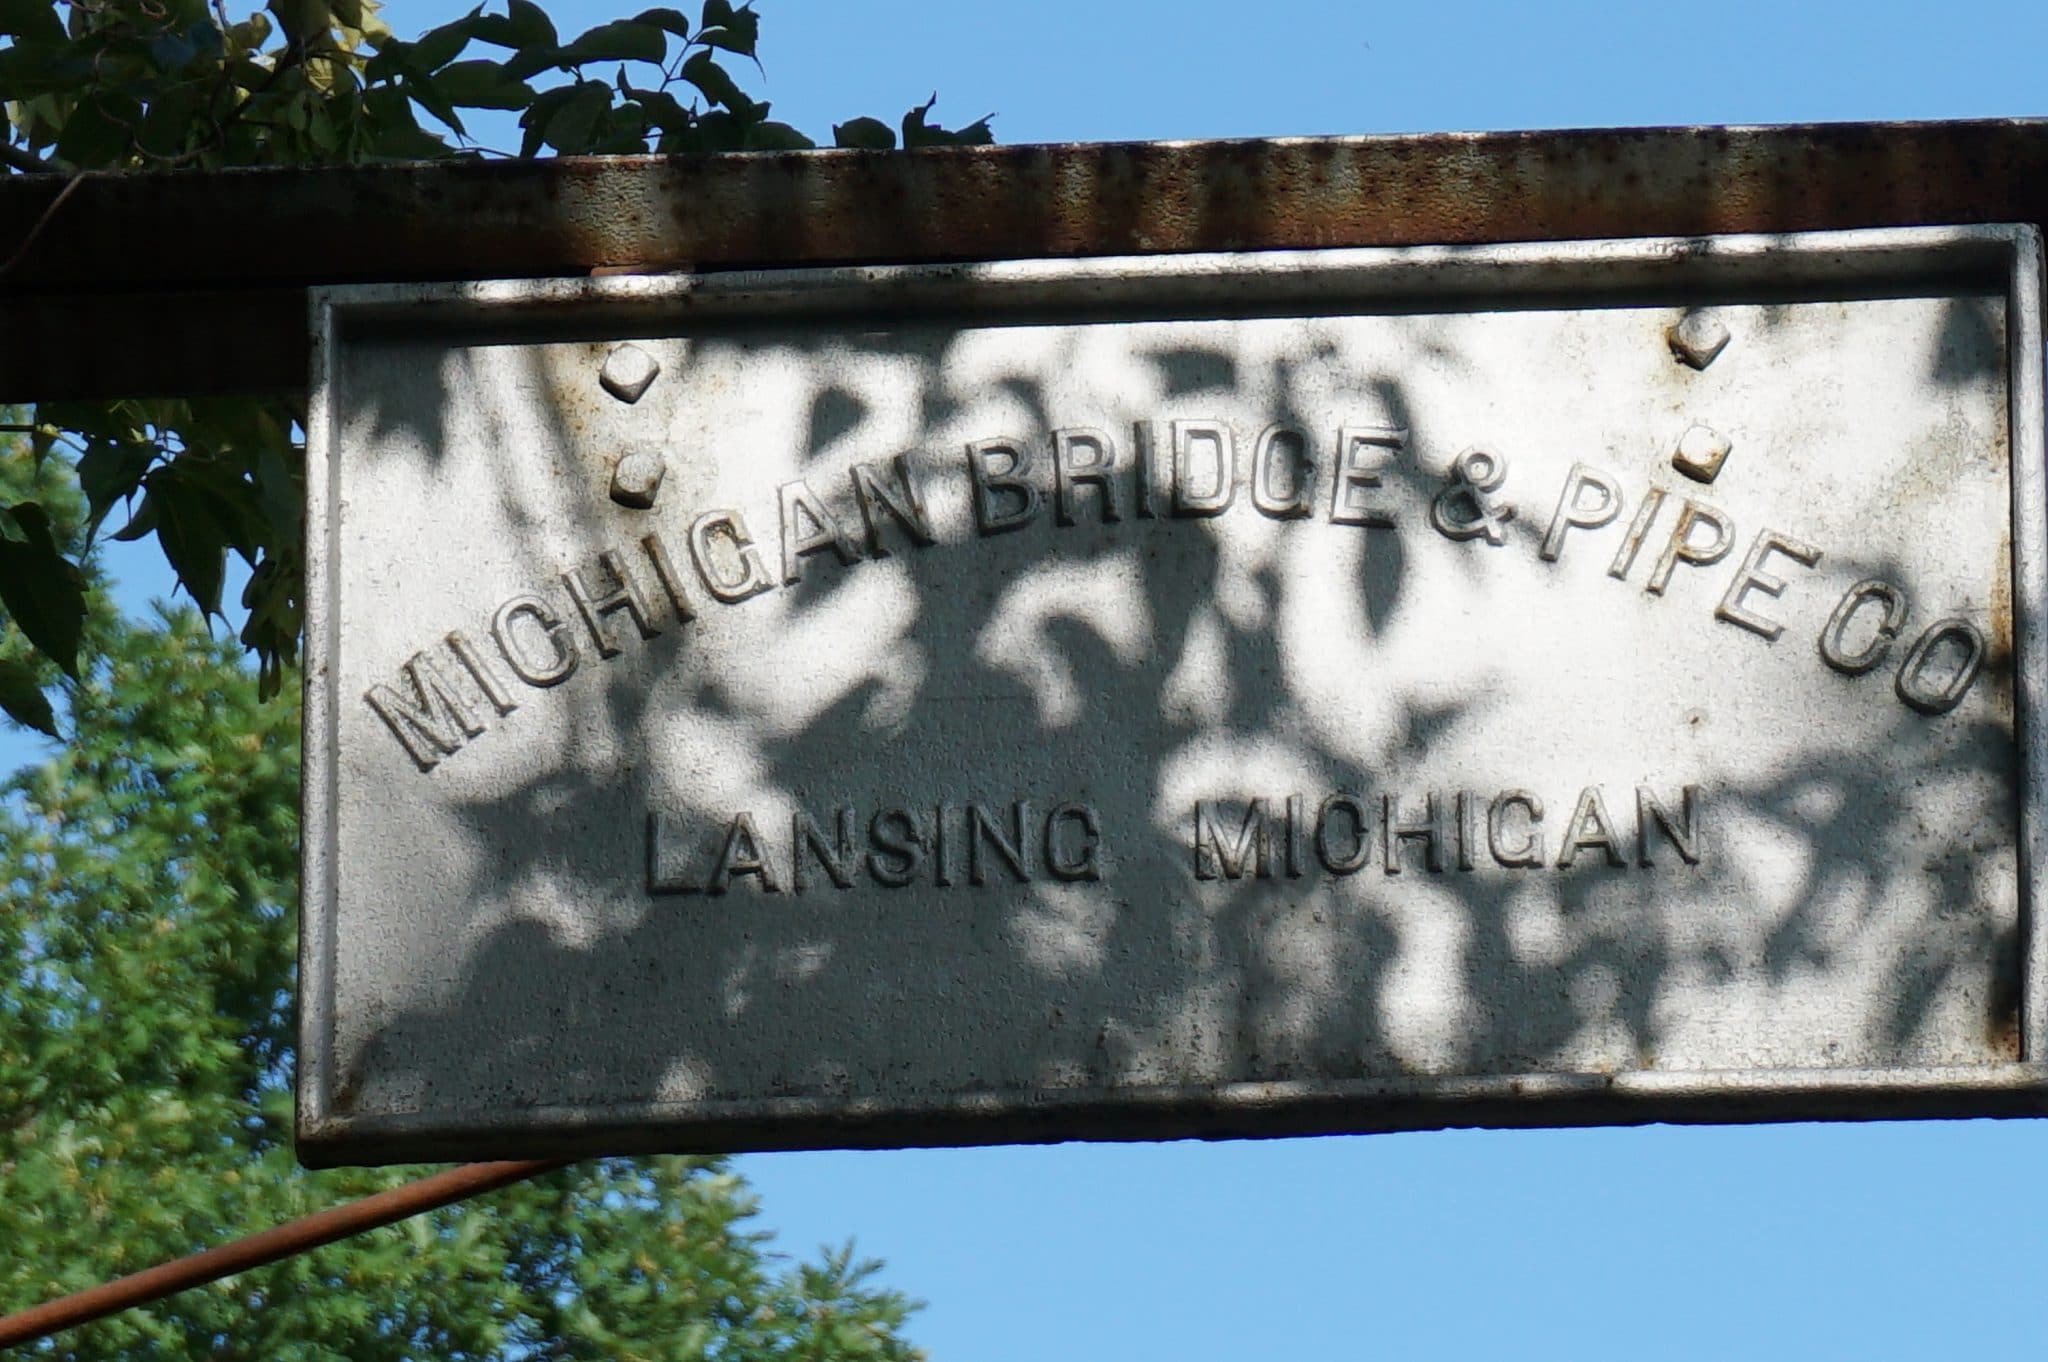 MICHIGAN BRIDGE & PIPE CO
LANSING MICHIGAN